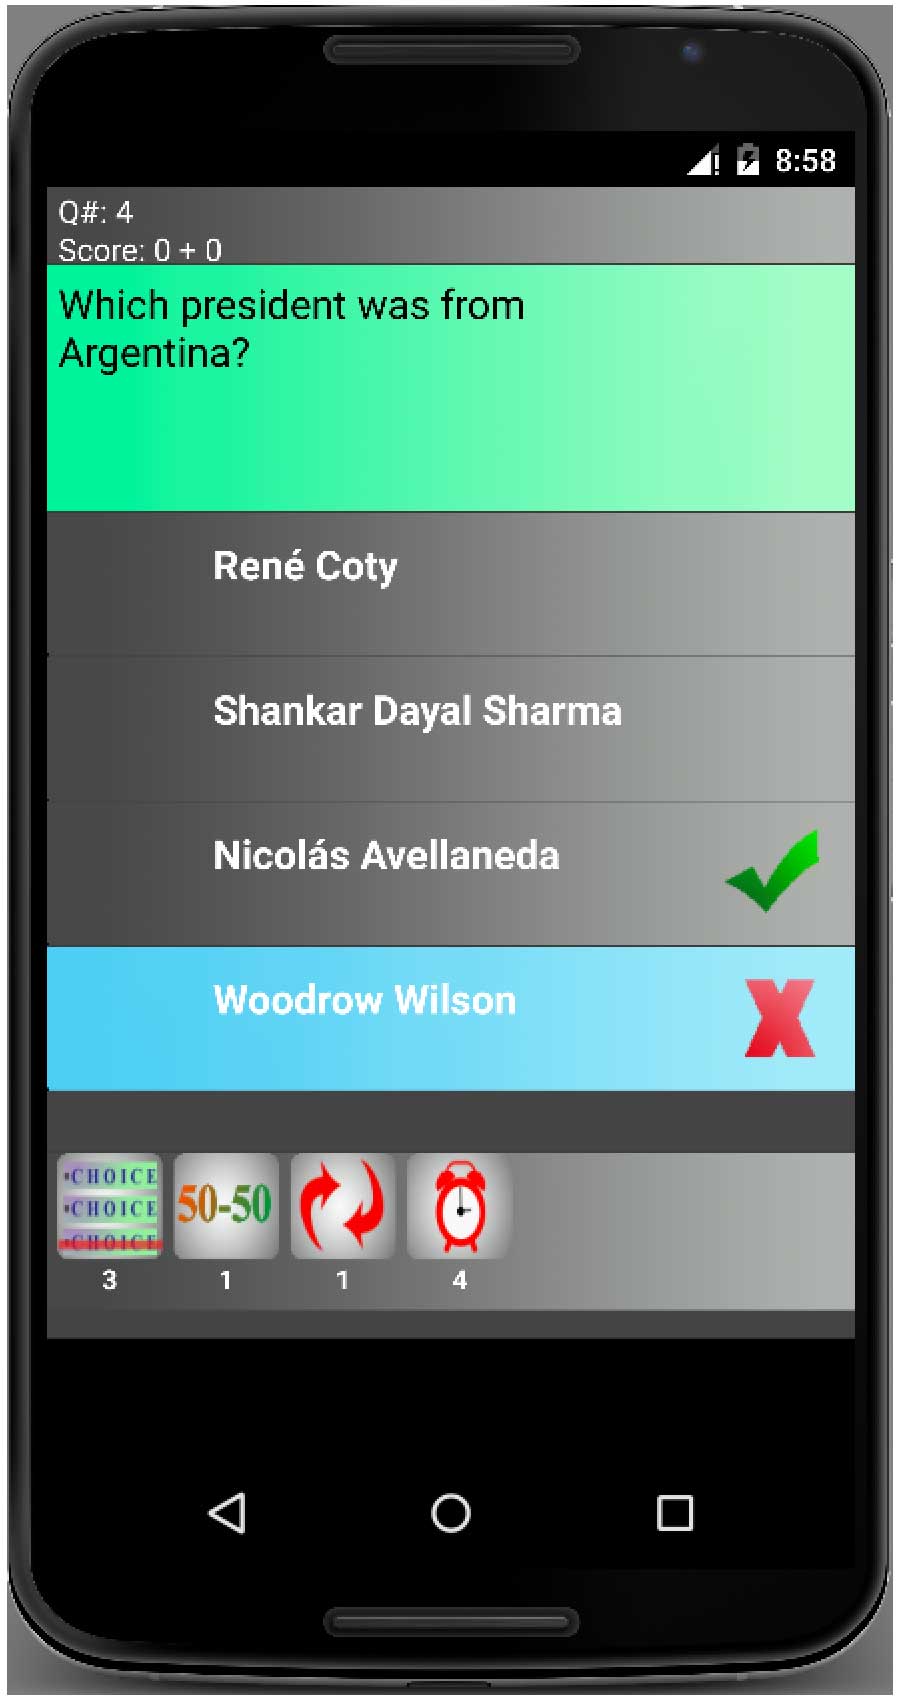 8:58
Q#: 4
Score: 0 + 0
Which president was from
Argentina?
René Coty
Shankar Dayal Sharma
Nicolás Avellaneda
Woodrow Wilson
•CHOICE
•CHOICE
•CHOICE
50-50
3
1
1
4